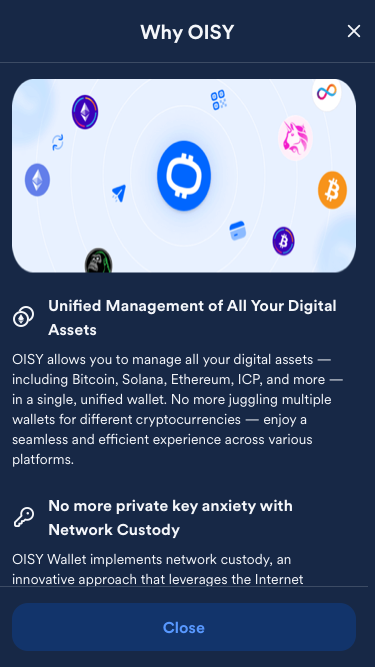 Why OISY
Unified Management of All Your Digital
Assets
OISY allows you to manage all your digital assets —
including Bitcoin, Solana, Ethereum, ICP, and more —
in a single, unified wallet. No more juggling multiple
wallets for different cryptocurrencies — enjoy a
seamless and efficient experience across various
platforms.
No more private key anxiety with
Network Custody
OISY Wallet implements network custody, an
innovative approach that leverages the Internet
Close